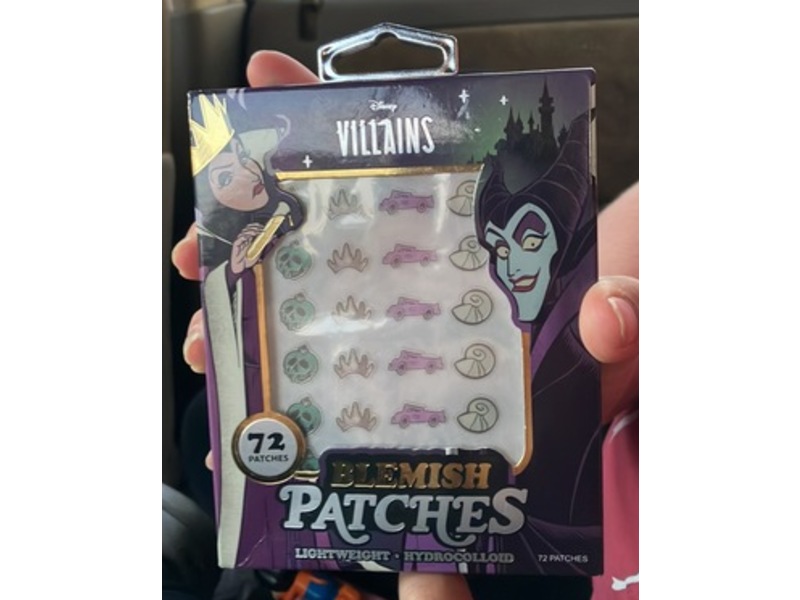 Disney
VILLAINS
72
PATCHES
BLEMISH
PATCHES
LIGHTWEIGHT • HYDROCOLLOID
72 PATCHES